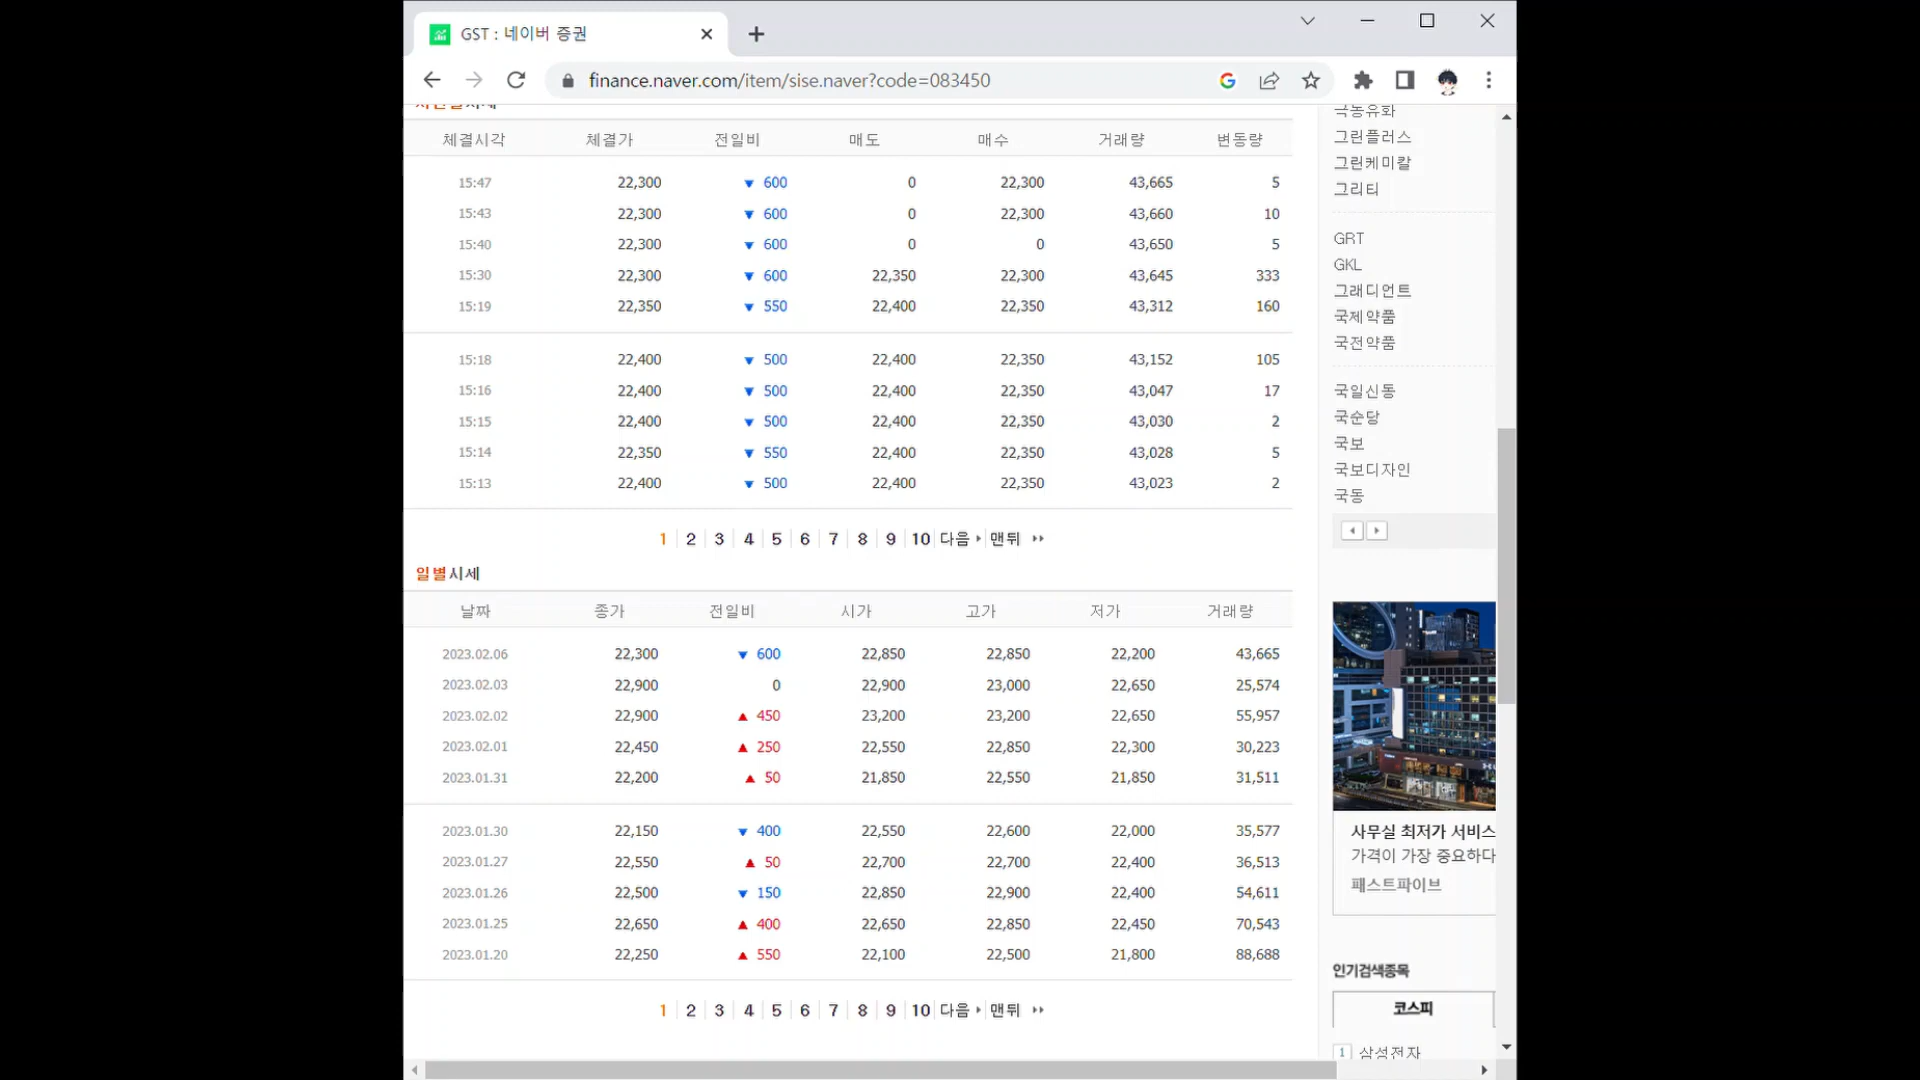 GST : 네이버 증권
finance.naver.com/item/sise.naver?code=083450
체결시각 체결가 전일비 매도 매수 거래량 변동량
15:47 22,300 ▼ 600 0 22,300 43,665 5
15:43 22,300 ▼ 600 0 22,300 43,660 10
15:40 22,300 ▼ 600 0 0 43,650 5
15:30 22,300 ▼ 600 22,350 22,300 43,645 333
15:19 22,350 ▼ 550 22,400 22,350 43,312 160
15:18 22,400 ▼ 500 22,400 22,350 43,152 105
15:16 22,400 ▼ 500 22,400 22,350 43,047 17
15:15 22,400 ▼ 500 22,400 22,350 43,030 2
15:14 22,350 ▼ 550 22,400 22,350 43,028 5
15:13 22,400 ▼ 500 22,400 22,350 43,023 2
1 2 3 4 5 6 7 8 9 10 다음 맨뒤
일별시세
날짜 종가 전일비 시가 고가 저가 거래량
2023.02.06 22,300 ▼ 600 22,850 22,850 22,200 43,665
2023.02.03 22,900 0 22,900 23,000 22,650 25,574
2023.02.02 22,900 ▲ 450 23,200 23,200 22,650 55,957
2023.02.01 22,450 ▲ 250 22,550 22,850 22,300 30,223
2023.01.31 22,200 ▲ 50 21,850 22,550 21,850 31,511
2023.01.30 22,150 ▼ 400 22,550 22,600 22,000 35,577
2023.01.27 22,550 ▲ 50 22,700 22,700 22,400 36,513
2023.01.26 22,500 ▼ 150 22,850 22,900 22,400 54,611
2023.01.25 22,650 ▲ 400 22,650 22,850 22,450 70,543
2023.01.20 22,250 ▲ 550 22,100 22,500 21,800 88,688
1 2 3 4 5 6 7 8 9 10 다음 맨뒤
극동유화
그린플러스
그린케미칼
그리티
GRT
GKL
그래디언트
국제약품
국전약품
국일신동
국순당
국보
국보디자인
국동
사무실 최저가 서비스
가격이 가장 중요하다
패스트파이브
인기검색종목
코스피
1 삼성전자